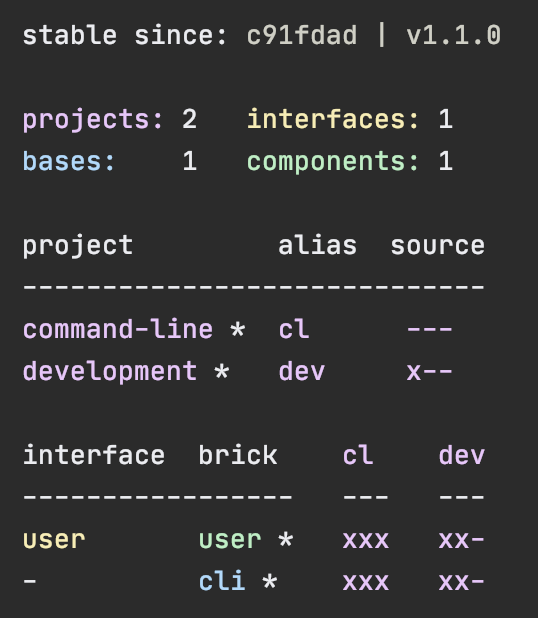 stable since: c91fdad | v1.1.0
projects: 2   interfaces: 1
bases:    1   components: 1
project         alias  source
-----------------------------
command-line *  cl      ---
development *   dev     x--
interface  brick    cl    dev
-----------------   ---   ---
user       user *   xxx   xx-
-          cli *    xxx   xx-